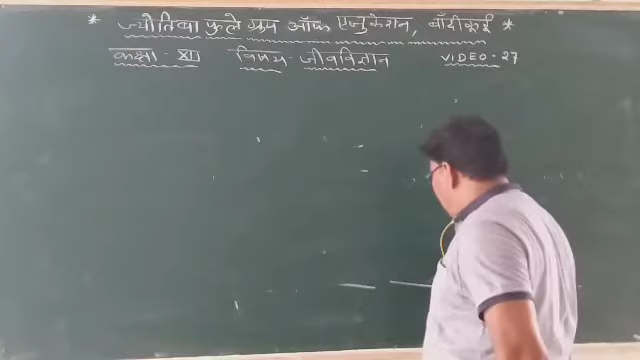 * ज्योतिबा फुले ग्रुप ऑफ एजुकेशन, बाँदीकुई *
कक्षा - XII विषय - जीवविज्ञान VIDEO - 27